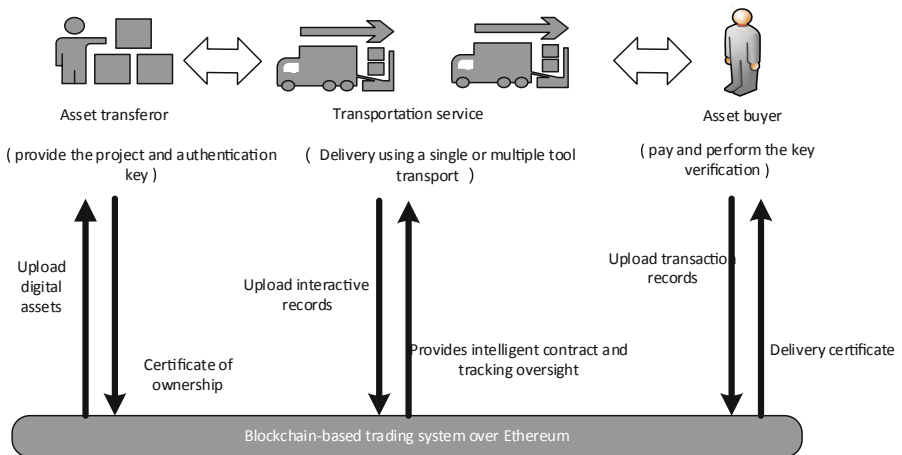 Asset transferor
Transportation service
Asset buyer
( provide the project and authentication
key )
( Delivery using a single or multiple tool
transport )
( pay and perform the key
verification )
Upload
digital
assets
Certificate of
ownership
Upload interactive
records
Provides intelligent contract and
tracking oversight
Upload transaction
records
Delivery certificate
Blockchain-based trading system over Ethereum